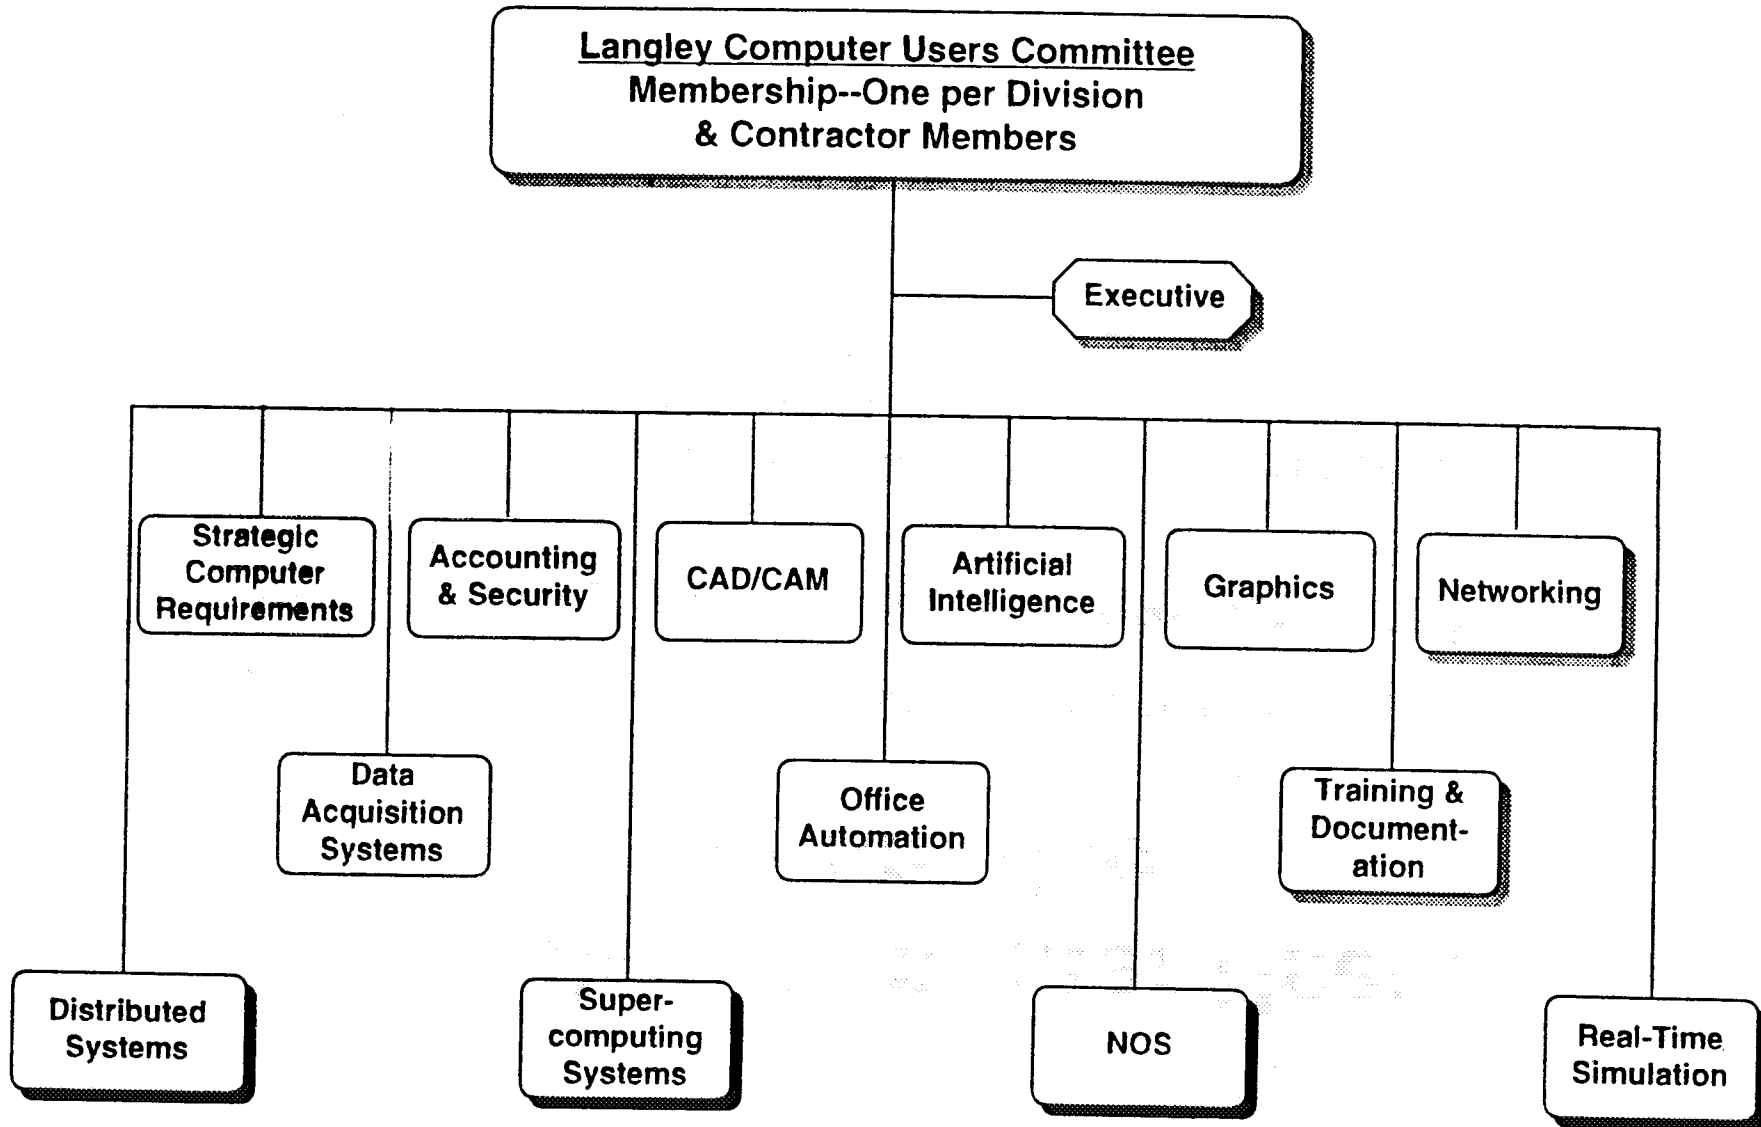 Langley Computer Users Committee
Membership--One per Division
& Contractor Members
Executive
Strategic
Computer
Requirements
Accounting
& Security
CAD/CAM
Artificial
Intelligence
Graphics
Networking
Data
Acquisition
Systems
Office
Automation
Training &
Document-
ation
Distributed
Systems
Super-
computing
Systems
NOS
Real-Time
Simulation